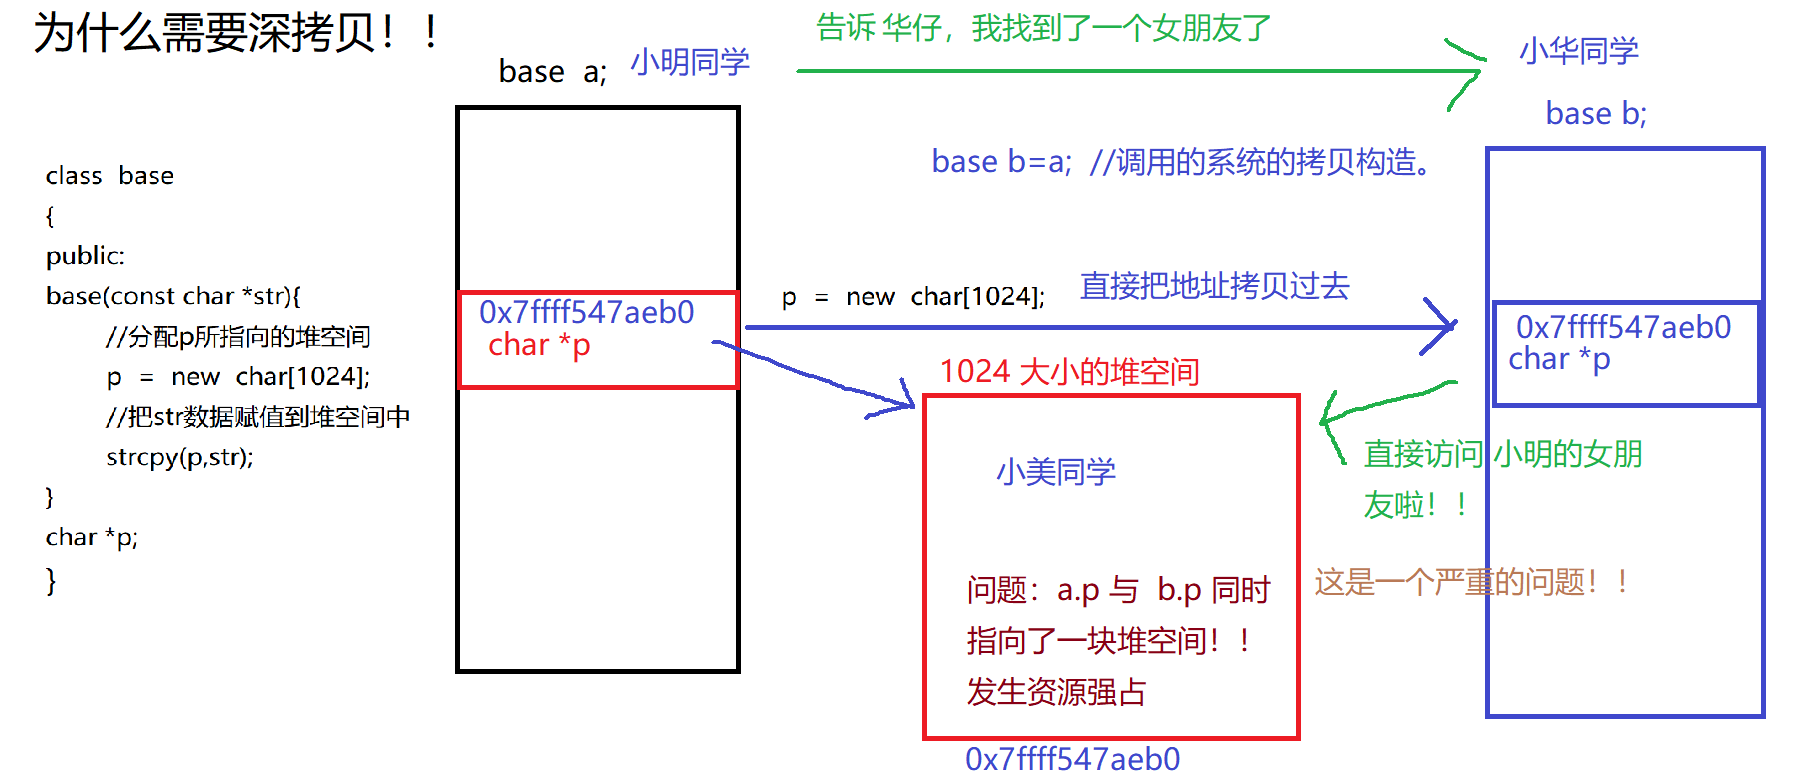 为什么需要深拷贝！！
告诉 华仔，我找到了一个女朋友了
base  a;
小明同学
小华同学
base b;
base b=a;  //调用的系统的拷贝构造。
class  base
{
public:
base(const char *str){
//分配p所指向的堆空间
p  =  new  char[1024];
//把str数据赋值到堆空间中
strcpy(p,str);
}
char *p;
}
0x7ffff547aeb0
char *p
p  =  new  char[1024];
直接把地址拷贝过去
0x7ffff547aeb0
char *p
1024 大小的堆空间
小美同学
直接访问 小明的女朋
友啦！！
问题：a.p 与  b.p 同时
指向了一块堆空间！！
发生资源强占
这是一个严重的问题！！
0x7ffff547aeb0